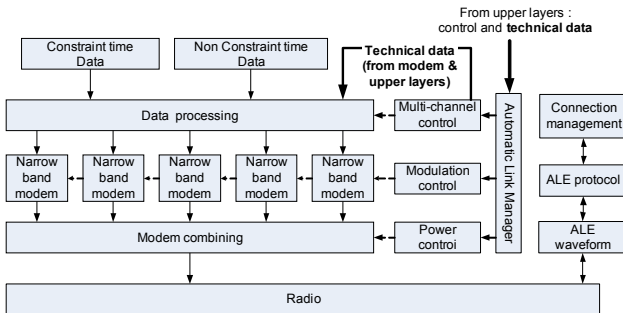 From upper layers :
control and technical data
Constraint time
Data
Non Constraint time
Data
Technical data
(from modem &
upper layers)
Data processing
Multi-channel
control
Automatic Link Manager
Connection
management
Narrow
band
modem
Narrow
band
modem
Narrow
band
modem
Narrow
band
modem
Narrow
band
modem
Modulation
control
ALE protocol
Modem combining
Power
controi
ALE
waveform
Radio